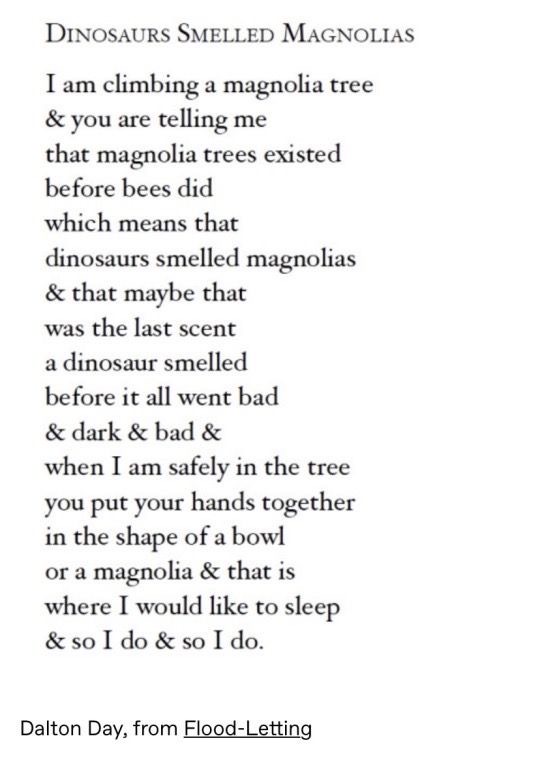 Dinosaurs Smelled Magnolias
I am climbing a magnolia tree
& you are telling me
that magnolia trees existed
before bees did
which means that
dinosaurs smelled magnolias
& that maybe that
was the last scent
a dinosaur smelled
before it all went bad
& dark & bad &
when I am safely in the tree
you put your hands together
in the shape of a bowl
or a magnolia & that is
where I would like to sleep
& so I do & so I do.
Dalton Day, from Flood-Letting